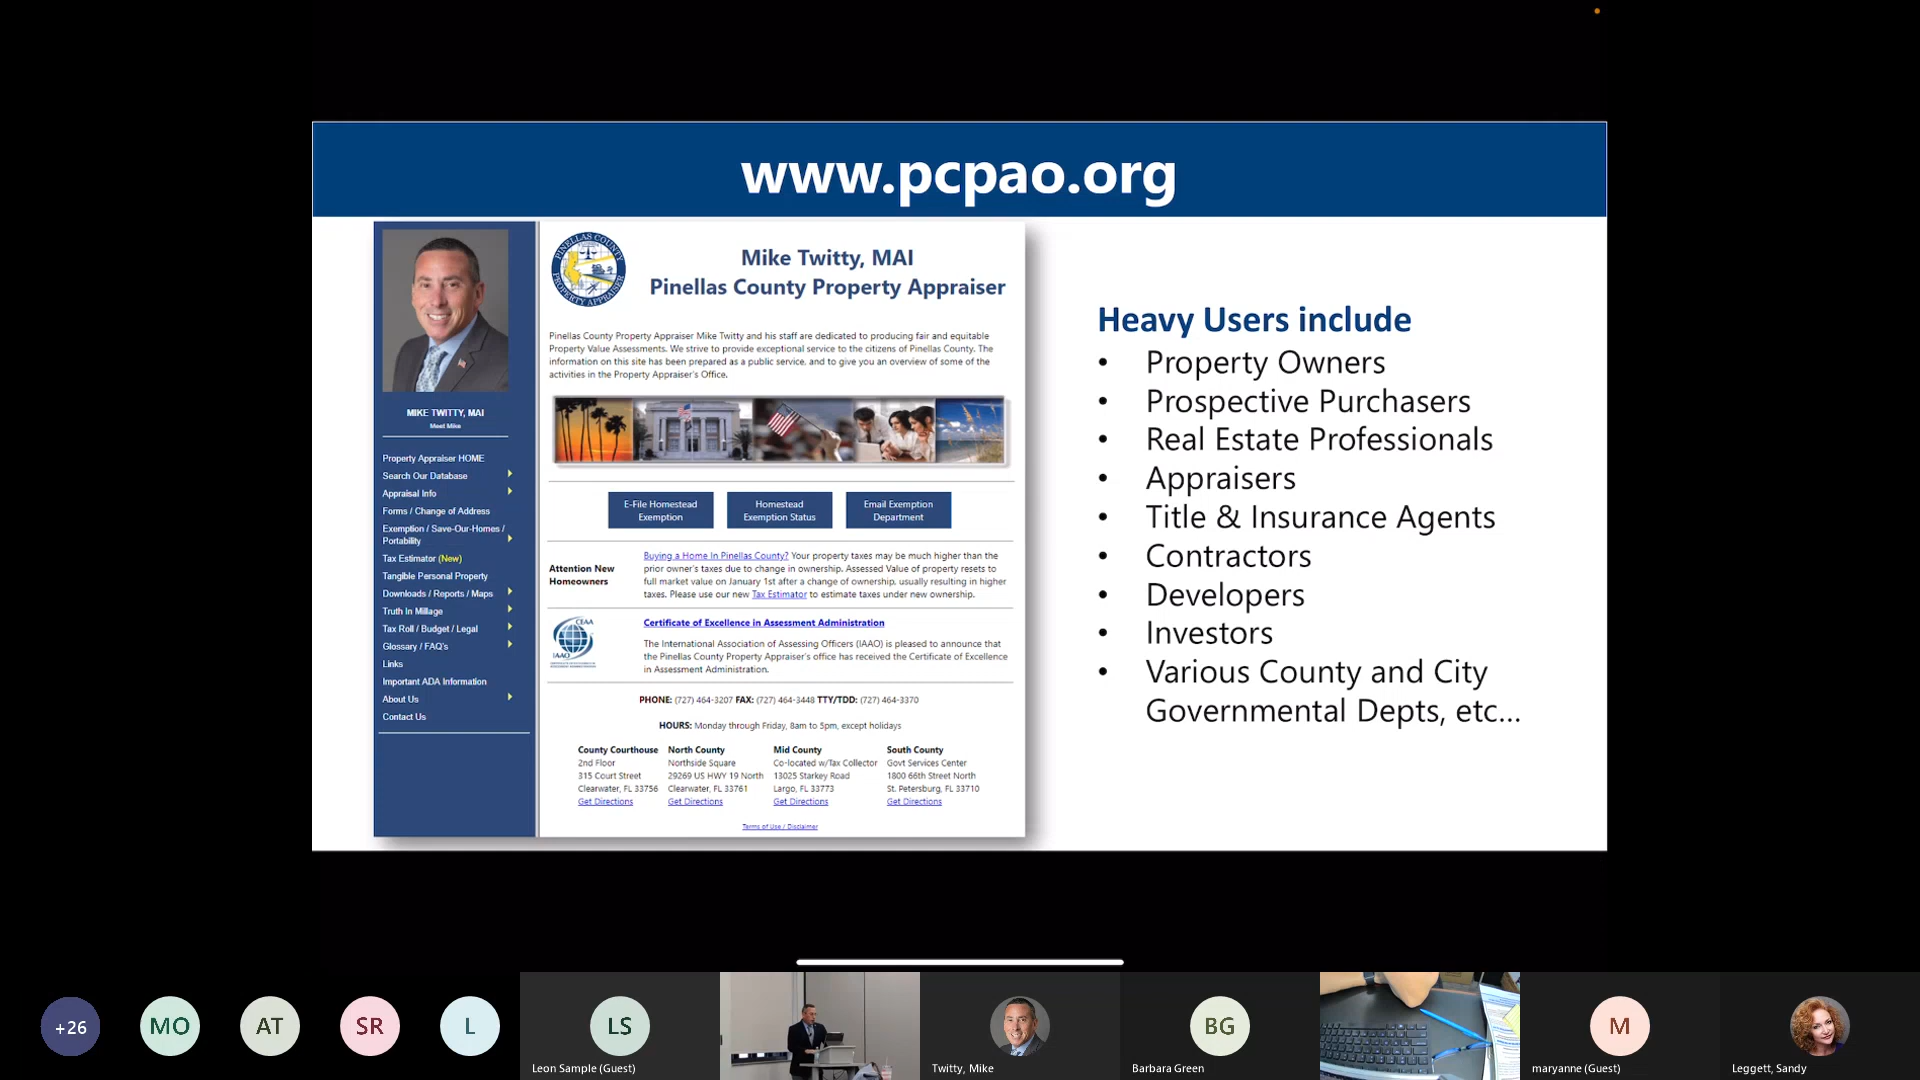 www.pcpao.org
MIKE TWITTY, MAI
Meet Mike
Property Appraiser HOME
Search Our Database
Appraisal Info
Forms / Change of Address
Exemption / Save-Our-Homes /
Portability
Tax Estimator (New)
Tangible Personal Property
Downloads / Reports / Maps
Truth In Millage
Tax Roll / Budget / Legal
Glossary / FAQ's
Links
Important ADA Information
About Us
Contact Us
PINELLAS COUNTY
PROPERTY APPRAISER
Mike Twitty, MAI
Pinellas County Property Appraiser
Pinellas County Property Appraiser Mike Twitty and his staff are dedicated to producing fair and equitable
Property Value Assessments. We strive to provide exceptional service to the citizens of Pinellas County. The
information on this site has been prepared as a public service, and to give you an overview of some of the
activities in the Property Appraiser's Office.
E-File Homestead
Exemption
Homestead
Exemption Status
Email Exemption
Department
Attention New
Homeowners
Buying a Home In Pinellas County? Your property taxes may be much higher than the
prior owner's taxes due to change in ownership. Assessed Value of property resets to
full market value on January 1st after a change of ownership, usually resulting in higher
taxes. Please use our new Tax Estimator to estimate taxes under new ownership.
CEAA
IAAO
Certificate of Excellence in Assessment Administration
The International Association of Assessing Officers (IAAO) is pleased to announce that
the Pinellas County Property Appraiser's office has received the Certificate of Excellence
in Assessment Administration.
PHONE: (727) 464-3207 FAX: (727) 464-3448 TTY/TDD: (727) 464-3370
HOURS: Monday through Friday, 8am to 5pm, except holidays
County Courthouse
2nd Floor
315 Court Street
Clearwater, FL 33756
Get Directions
North County
Northside Square
29269 US HWY 19 North
Clearwater, FL 33761
Get Directions
Mid County
Co-located w/Tax Collector
13025 Starkey Road
Largo, FL 33773
Get Directions
South County
Govt Services Center
1800 66th Street North
St. Petersburg, FL 33710
Get Directions
Terms of Use / Disclaimer
Heavy Users include
• Property Owners
• Prospective Purchasers
• Real Estate Professionals
• Appraisers
• Title & Insurance Agents
• Contractors
• Developers
• Investors
• Various County and City
Governmental Depts, etc...
+26
MO
AT
SR
L
LS
Leon Sample (Guest)
Twitty, Mike
BG
Barbara Green
M
maryanne (Guest)
Leggett, Sandy